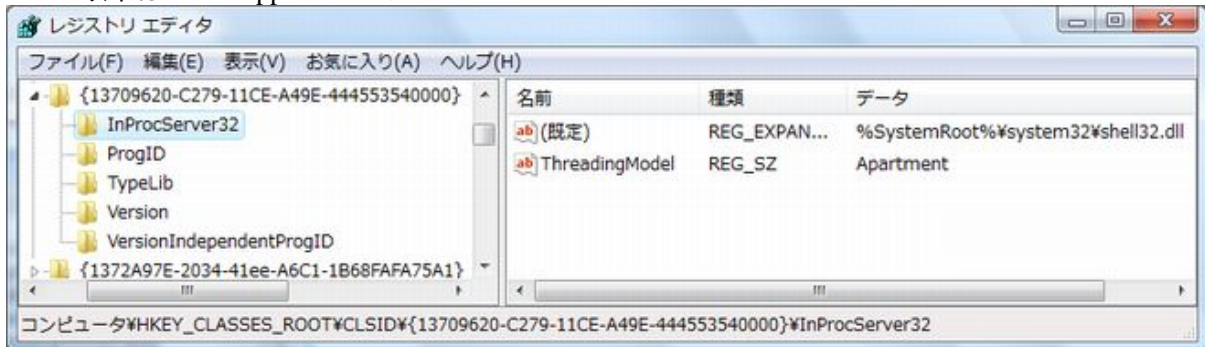 レジストリ エディタ
ファイル(F) 編集(E) 表示(V) お気に入り(A) ヘルプ(H)
{13709620-C279-11CE-A49E-444553540000}
InProcServer32
ProgID
TypeLib
Version
VersionIndependentProgID
{1372A97E-2034-41ee-A6C1-1B68FAFA75A1}
名前 種類 データ
(既定) REG_EXPAN... %SystemRoot%¥system32¥shell32.dll
ThreadingModel REG_SZ Apartment
コンピュータ¥HKEY_CLASSES_ROOT¥CLSID¥{13709620-C279-11CE-A49E-444553540000}¥InProcServer32